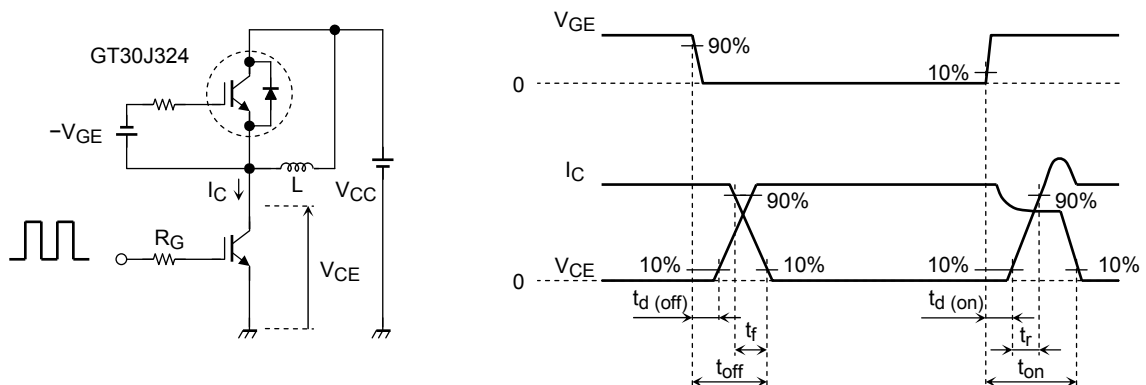 GT30J324
−VGE
IC
L
VCC
RG
VCE
VGE
90%
0
10%
IC
90%
90%
VCE
10%
10%
10%
10%
0
td (off)
td (on)
tf
tr
toff
ton